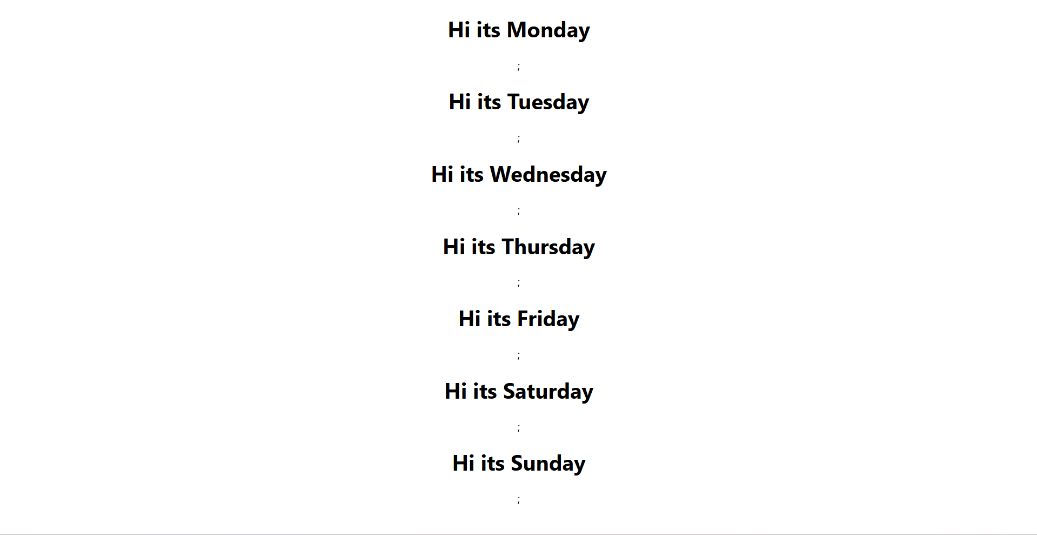 Hi its Monday
;
Hi its Tuesday
;
Hi its Wednesday
;
Hi its Thursday
;
Hi its Friday
;
Hi its Saturday
;
Hi its Sunday
;